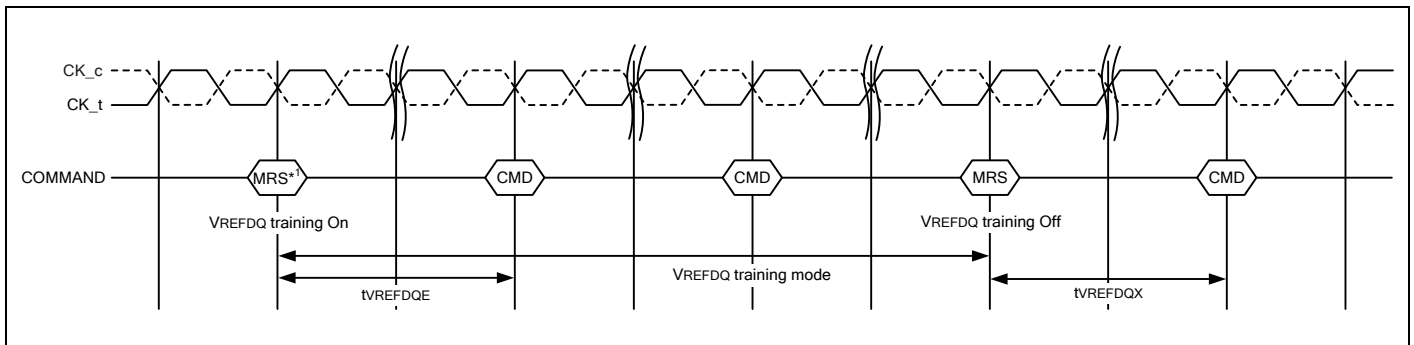 CK_c
CK_t
COMMAND MRS*1 CMD CMD MRS CMD
VREFDQ training On VREFDQ training Off
VREFDQ training mode
tVREFDQE tVREFDQX